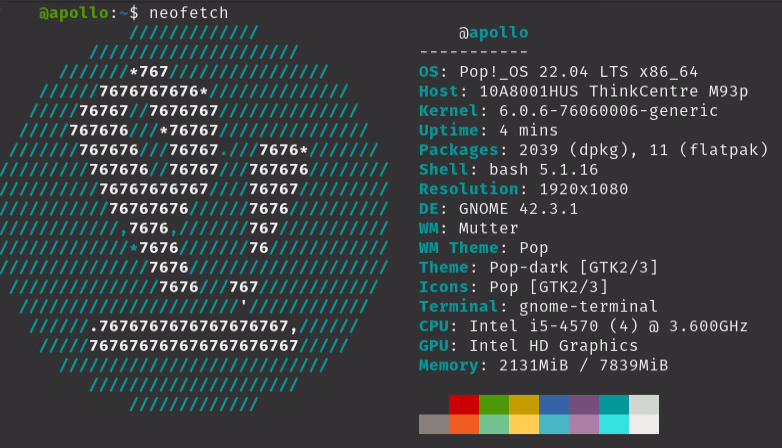 @apollo:~$ neofetch
/////////////
/////////////////////
///////*767////////////////
//////7676767676*//////////////
/////76767//7676767//////////////
/////767676///*76767///////////////
///////767676///76767.///7676*///////
/////////767676//76767///767676////////
//////////76767676767////76767/////////
///////////76767676//////7676//////////
////////////,7676,///////767///////////
/////////////*7676///////76////////////
///////////////7676////////////////////
///////////////7676///767////////////
//////////////////////'////////////
//////.7676767676767676767,//////
/////767676767676767676767/////
///////////////////////////
/////////////////////
/////////////
@apollo
-----------
OS: Pop!_OS 22.04 LTS x86_64
Host: 10A8001HUS ThinkCentre M93p
Kernel: 6.0.6-76060006-generic
Uptime: 4 mins
Packages: 2039 (dpkg), 11 (flatpak)
Shell: bash 5.1.16
Resolution: 1920x1080
DE: GNOME 42.3.1
WM: Mutter
WM Theme: Pop
Theme: Pop-dark [GTK2/3]
Icons: Pop [GTK2/3]
Terminal: gnome-terminal
CPU: Intel i5-4570 (4) @ 3.600GHz
GPU: Intel HD Graphics
Memory: 2131MiB / 7839MiB